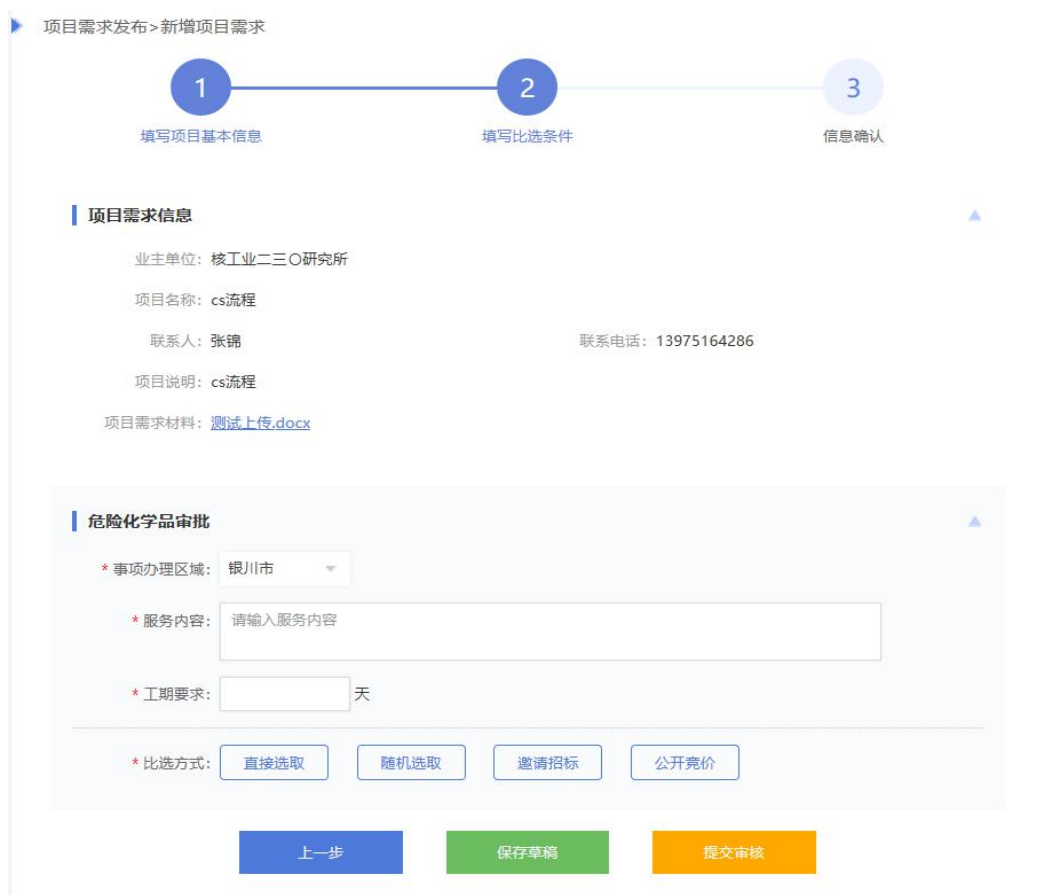 项目需求发布>新增项目需求
1 2 3
填写项目基本信息 填写比选条件 信息确认
项目需求信息
业主单位: 核工业二三〇研究所
项目名称: cs流程
联系人: 张锦 联系电话: 13975164286
项目说明: cs流程
项目需求材料: 测试上传.docx
危险化学品审批
* 事项办理区域: 银川市
* 服务内容: 请输入服务内容
* 工期要求: 天
* 比选方式: 直接选取 随机选取 邀请招标 公开竞价
上一步 保存草稿 提交审核